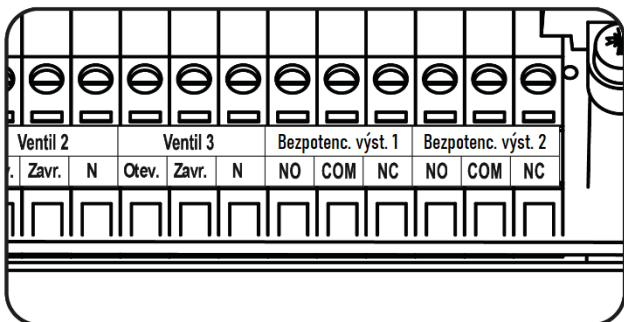 Ventil 2 Ventil 3 Bezpotenc. výst. 1 Bezpotenc. výst. 2
Zavr. N Otev. Zavr. N NO COM NC NO COM NC